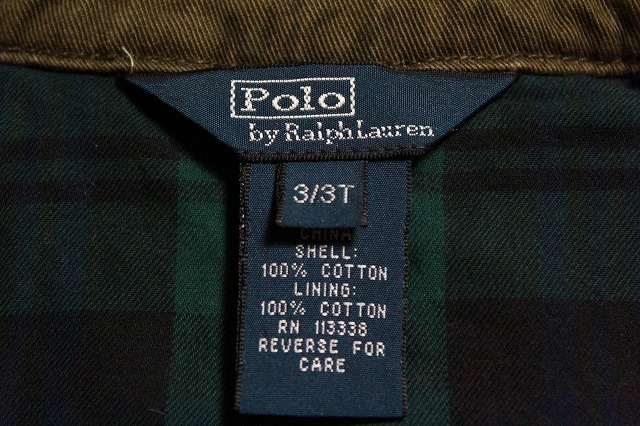 Polo
by Ralph Lauren
3/3T
CHINA
SHELL:
100% COTTON
LINING:
100% COTTON
RN 113338
REVERSE FOR
CARE